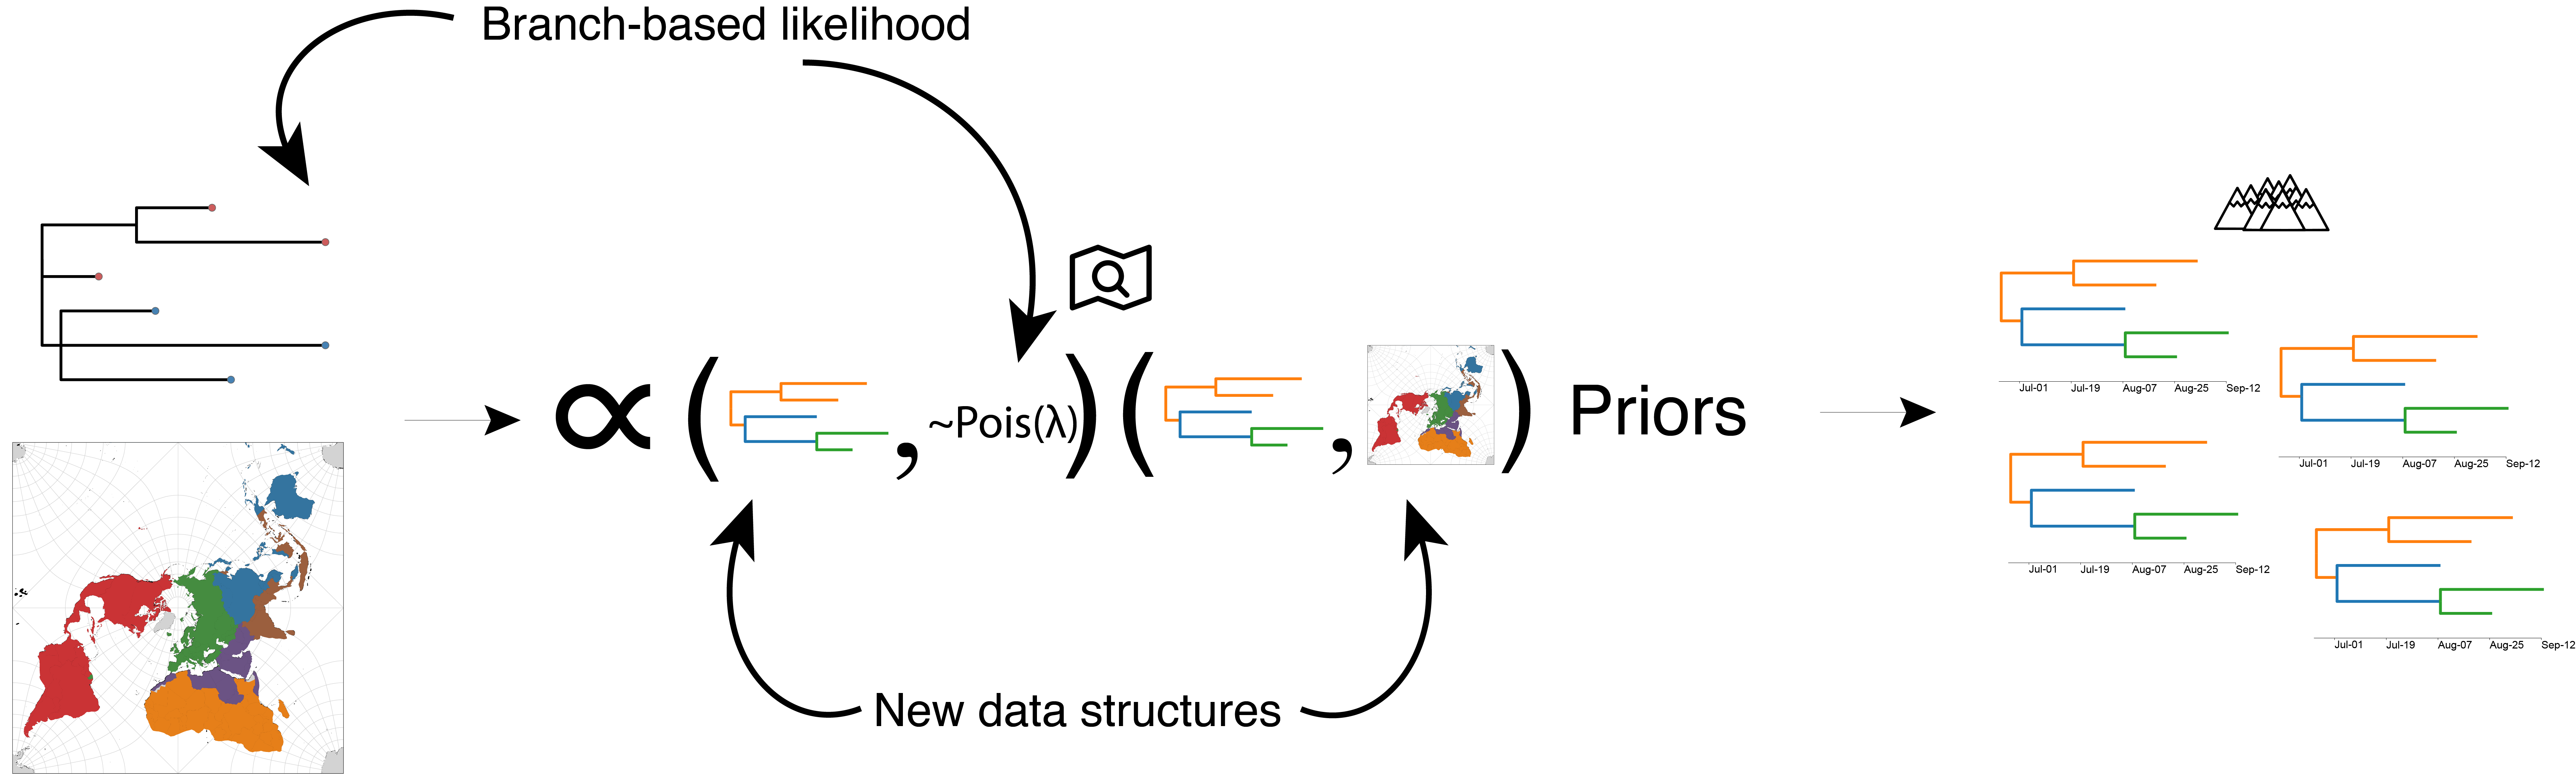 Branch-based likelihood
∝ ( , ~Pois(λ)) ( , ) Priors
New data structures
Jul-01 Jul-19 Aug-07 Aug-25 Sep-12
Jul-01 Jul-19 Aug-07 Aug-25 Sep-12
Jul-01 Jul-19 Aug-07 Aug-25 Sep-12
Jul-01 Jul-19 Aug-07 Aug-25 Sep-12